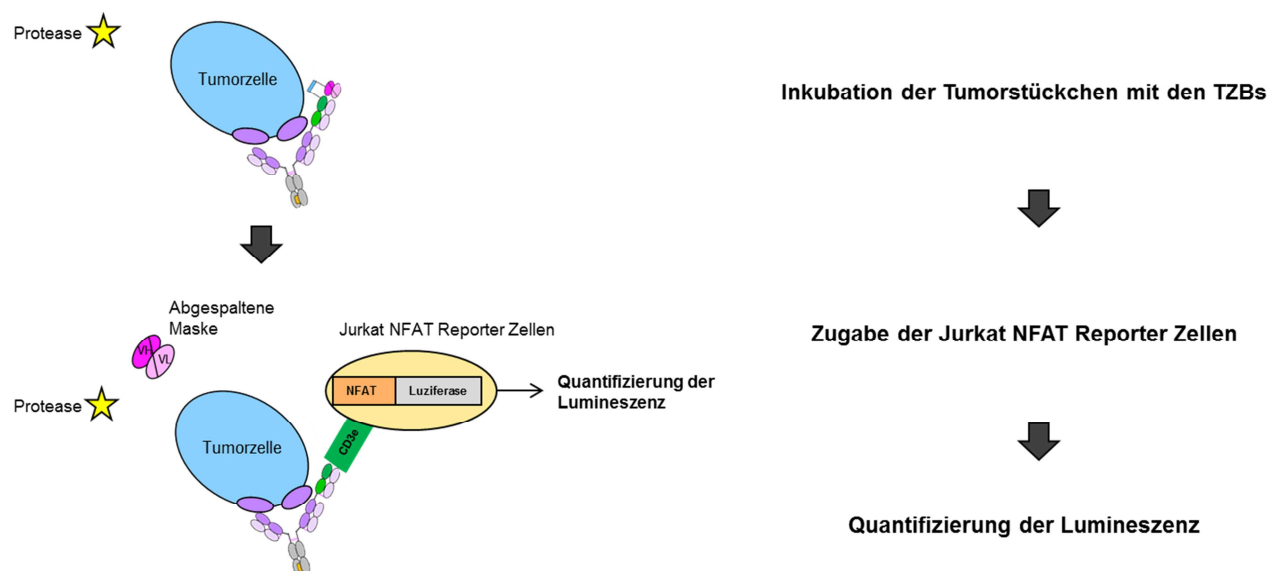 Protease
Tumorzelle
Inkubation der Tumorstückchen mit den TZBs
Abgespaltene
Maske
VH
VL
Jurkat NFAT Reporter Zellen
NFAT
Luziferase
Quantifizierung der
Lumineszenz
Zugabe der Jurkat NFAT Reporter Zellen
Protease
CD3e
Tumorzelle
Quantifizierung der Lumineszenz